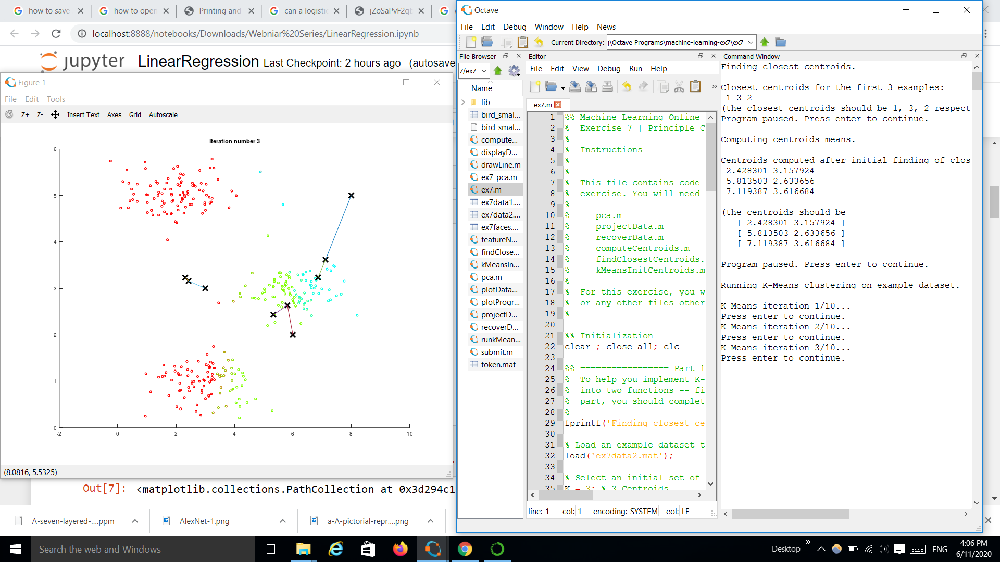 how to save
how to open
Printing and
can a logistic
jZoSaPvF2q
localhost:8888/notebooks/Downloads/Webniar%20Series/LinearRegression.ipynb
jupyter LinearRegression Last Checkpoint: 2 hours ago (autosave
Figure 1
File Edit Tools
Z+ Z- Insert Text Axes Grid Autoscale
Iteration number 3
6
5
4
3
2
1
0
-2 0 2 4 6 8 10
(8.0816, 5.5325)
Out[7]: <matplotlib.collections.PathCollection at 0x3d294c1
A-seven-layered-....ppm
AlexNet-1.png
a-A-pictorial-repr....png
Octave
File Edit Debug Window Help News
Current Directory: \Octave Programs\machine-learning-ex7\ex7
File Browser
7/ex7
Name
lib
bird_smal...
bird_smal...
compute...
displayD...
drawLine.m
ex7_pca.m
ex7.m
ex7data1....
ex7data2....
ex7faces....
featureN...
findClose...
kMeansIn...
pca.m
plotData...
plotProgr...
projectD...
recoverD...
runkMean...
submit.m
token.mat
Editor
File Edit View Debug Run Help
ex7.m
1 %% Machine Learning Online
2 % Exercise 7 | Principle C
3 %
4 % Instructions
5 % ------------
6 %
7 % This file contains code
8 % exercise. You will need
9 %
10 % pca.m
11 % projectData.m
12 % recoverData.m
13 % computeCentroids.m
14 % findClosestCentroids.
15 % kMeansInitCentroids.m
16 %
17 % For this exercise, you w
18 % or any other files other
19 %
20
21 %% Initialization
22 clear ; close all; clc
23
24 %% ================= Part 1
25 % To help you implement K-
26 % into two functions -- fi
27 % part, you should complet
28 %
29 fprintf('Finding closest ce
30
31 % Load an example dataset t
32 load('ex7data2.mat');
33
34 % Select an initial set of
35 K = 3; % 3 Centroids
line: 1 col: 1 encoding: SYSTEM eol: LF
Command Window
Finding closest centroids.
Closest centroids for the first 3 examples:
1 3 2
(the closest centroids should be 1, 3, 2 respect
Program paused. Press enter to continue.
Computing centroids means.
Centroids computed after initial finding of clos
2.428301 3.157924
5.813503 2.633656
7.119387 3.616684
(the centroids should be
[ 2.428301 3.157924 ]
[ 5.813503 2.633656 ]
[ 7.119387 3.616684 ]
Program paused. Press enter to continue.
Running K-Means clustering on example dataset.
K-Means iteration 1/10...
Press enter to continue.
K-Means iteration 2/10...
Press enter to continue.
K-Means iteration 3/10...
Press enter to continue.
Search the web and Windows
Desktop
ENG
4:06 PM
6/11/2020